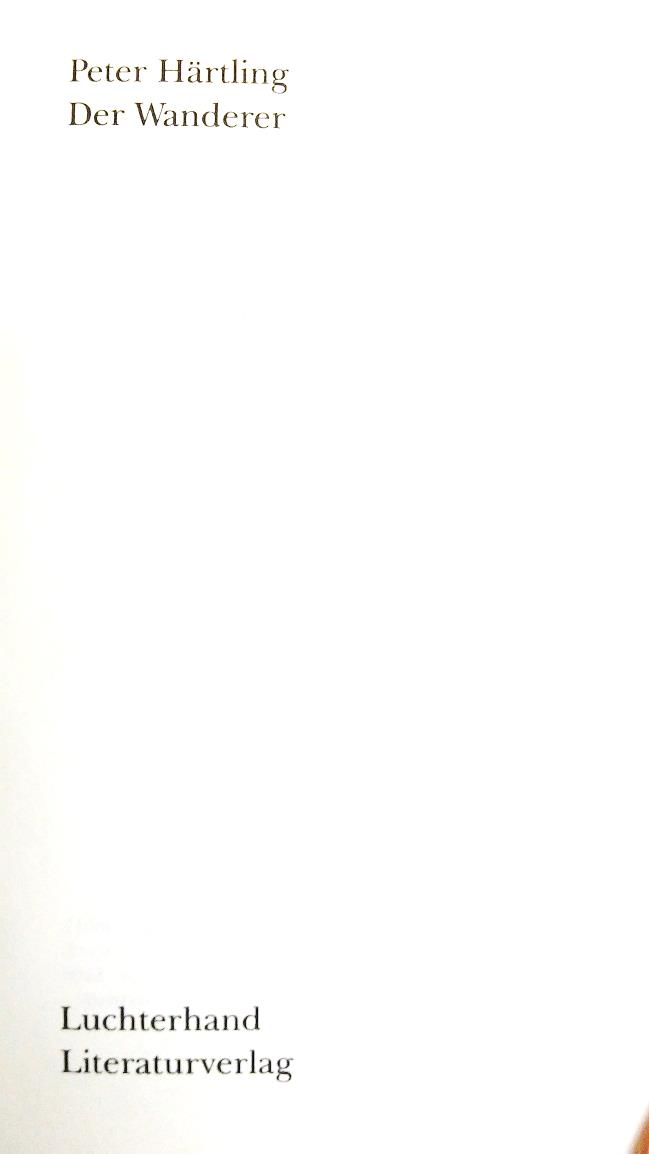 Peter Härtling
Der Wanderer
Luchterhand
Literaturverlag